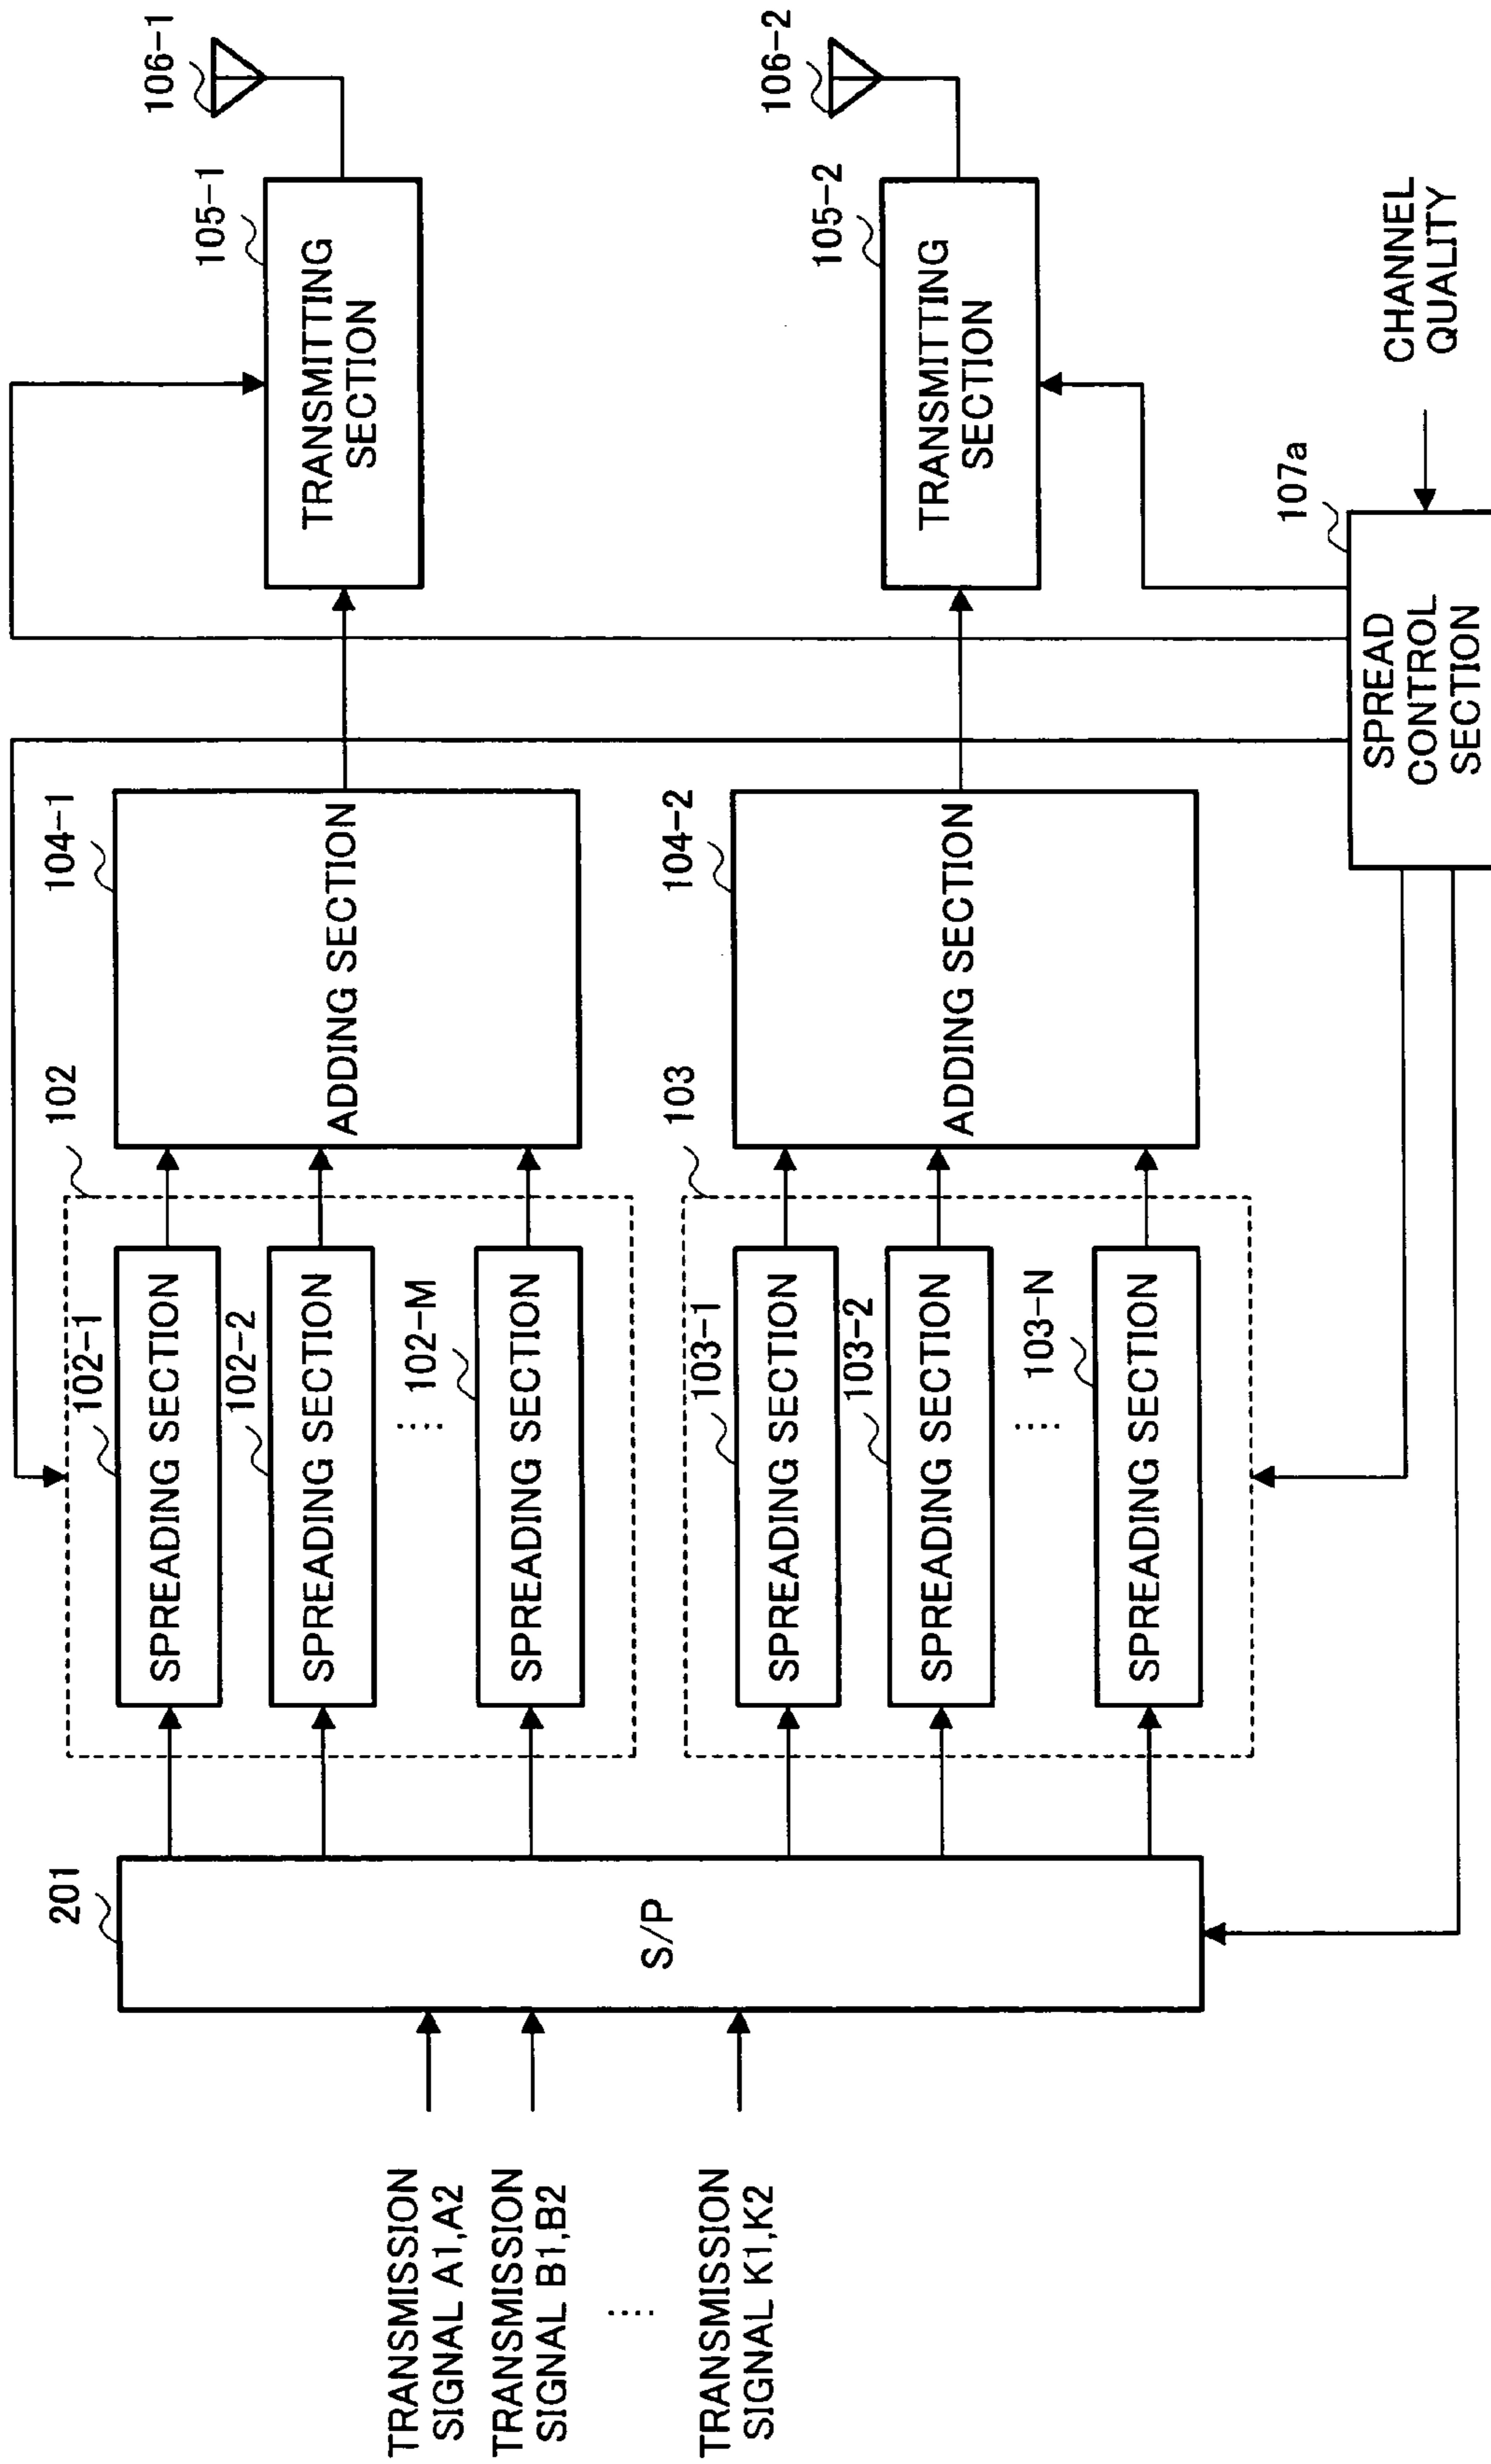 TRANSMISSION
SIGNAL A1,A2
TRANSMISSION
SIGNAL B1,B2
TRANSMISSION
SIGNAL K1,K2
201
S/P
102
102-1
SPREADING SECTION
102-2
SPREADING SECTION
102-M
SPREADING SECTION
103
103-1
SPREADING SECTION
103-2
SPREADING SECTION
103-N
SPREADING SECTION
104-1
ADDING SECTION
104-2
ADDING SECTION
105-1
TRANSMITTING
SECTION
105-2
TRANSMITTING
SECTION
106-1
106-2
107a
SPREAD
CONTROL
SECTION
CHANNEL
QUALITY